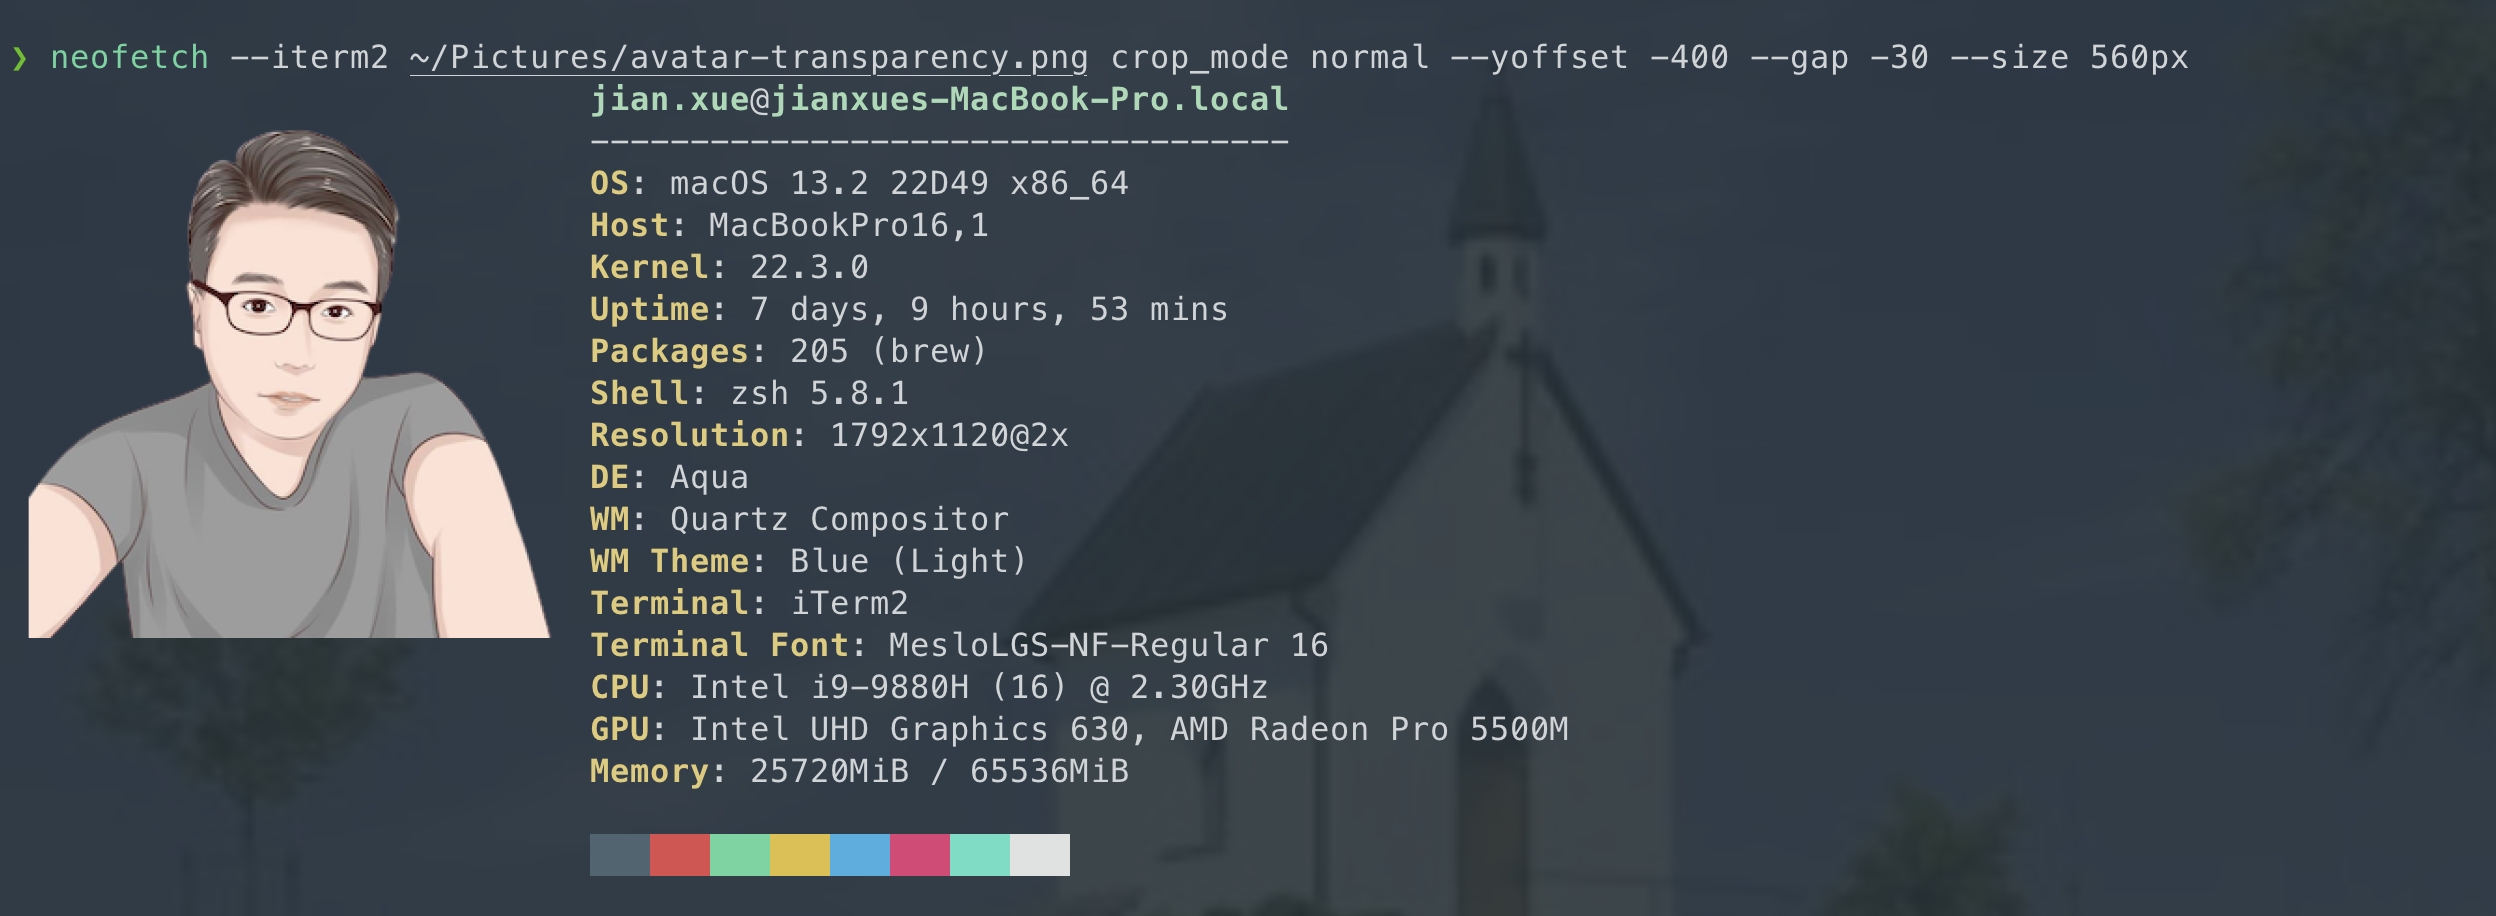 ❯ neofetch --iterm2 ~/Pictures/avatar-transparency.png crop_mode normal --yoffset -400 --gap -30 --size 560px
jian.xue@jianxues-MacBook-Pro.local
-----------------------------------
OS: macOS 13.2 22D49 x86_64
Host: MacBookPro16,1
Kernel: 22.3.0
Uptime: 7 days, 9 hours, 53 mins
Packages: 205 (brew)
Shell: zsh 5.8.1
Resolution: 1792x1120@2x
DE: Aqua
WM: Quartz Compositor
WM Theme: Blue (Light)
Terminal: iTerm2
Terminal Font: MesloLGS-NF-Regular 16
CPU: Intel i9-9880H (16) @ 2.30GHz
GPU: Intel UHD Graphics 630, AMD Radeon Pro 5500M
Memory: 25720MiB / 65536MiB